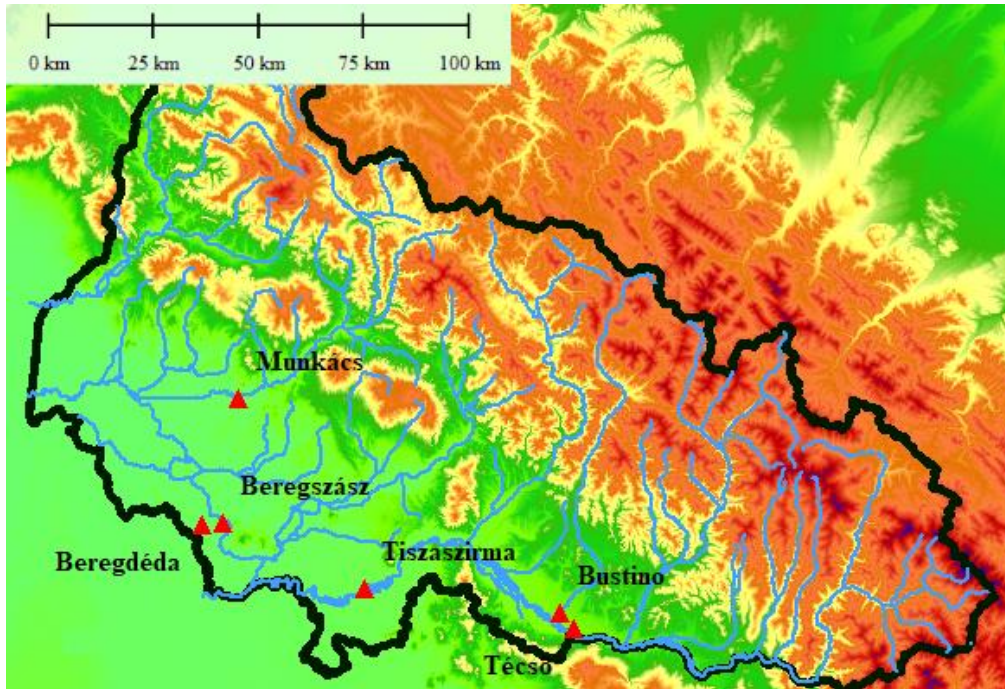 0 km 25 km 50 km 75 km 100 km
Munkács
Beregszász
Tiszaszirma
Beregdéda
Bustino
Técső